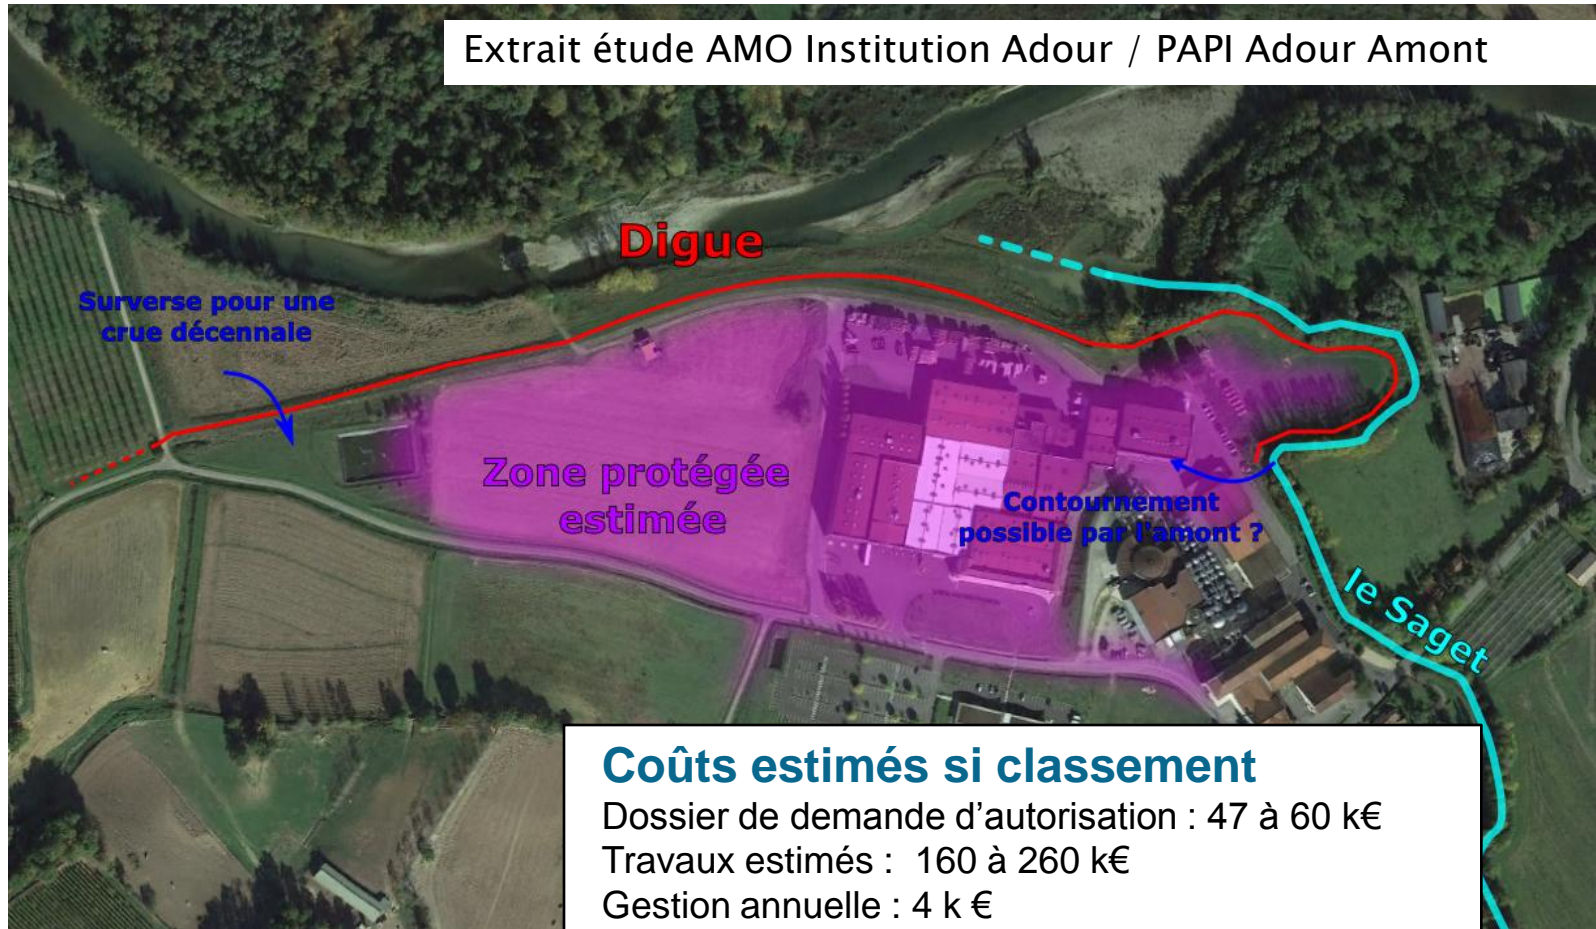 Extrait étude AMO Institution Adour / PAPI Adour Amont
Digue
Surverse pour une
crue décennale
Zone protégée
estimée
Contournement
possible par l'amont ?
le Saget
Coûts estimés si classement
Dossier de demande d’autorisation : 47 à 60 k€
Travaux estimés : 160 à 260 k€
Gestion annuelle : 4 k €